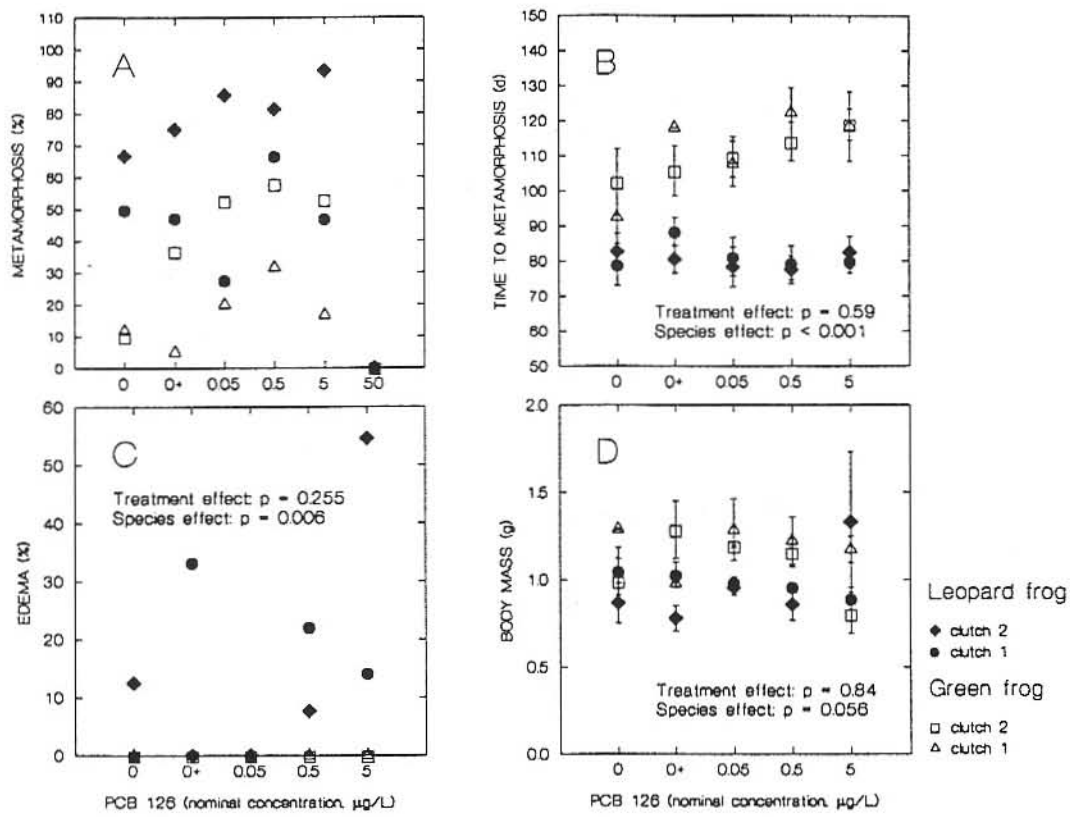 A
METAMORPHOSIS (%)
110
100
90
80
70
60
50
40
30
20
10
0
0 0+ 0.05 0.5 5 50
B
TIME TO METAMORPHOSIS (d)
150
140
130
120
110
100
90
80
70
60
50
Treatment effect: p = 0.59
Species effect: p < 0.001
0 0+ 0.05 0.5 5
C
EDEMA (%)
60
50
40
30
20
10
0
Treatment effect: p = 0.255
Species effect: p = 0.006
0 0+ 0.05 0.5 5
PCB 126 (nominal concentration, µg/L)
D
BODY MASS (g)
2.0
1.5
1.0
0.5
0.0
Treatment effect: p = 0.84
Species effect: p = 0.056
0 0+ 0.05 0.5 5
PCB 126 (nominal concentration, µg/L)
Leopard frog
clutch 2
clutch 1
Green frog
clutch 2
clutch 1